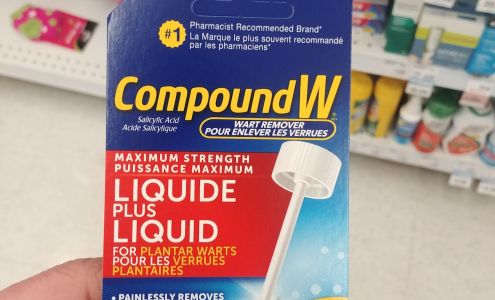 #1
Pharmacist Recommended Brand*
La Marque le plus souvent recommandé
par les pharmaciens*
Compound W
Salicylic Acid
Acide Salicylique
WART REMOVER
POUR ENLEVER LES VERRUES
MAXIMUM STRENGTH
PUISSANCE MAXIMUM
LIQUIDE
PLUS
LIQUID
FOR PLANTAR WARTS
POUR LES VERRUES
PLANTAIRES
• PAINLESSLY REMOVES